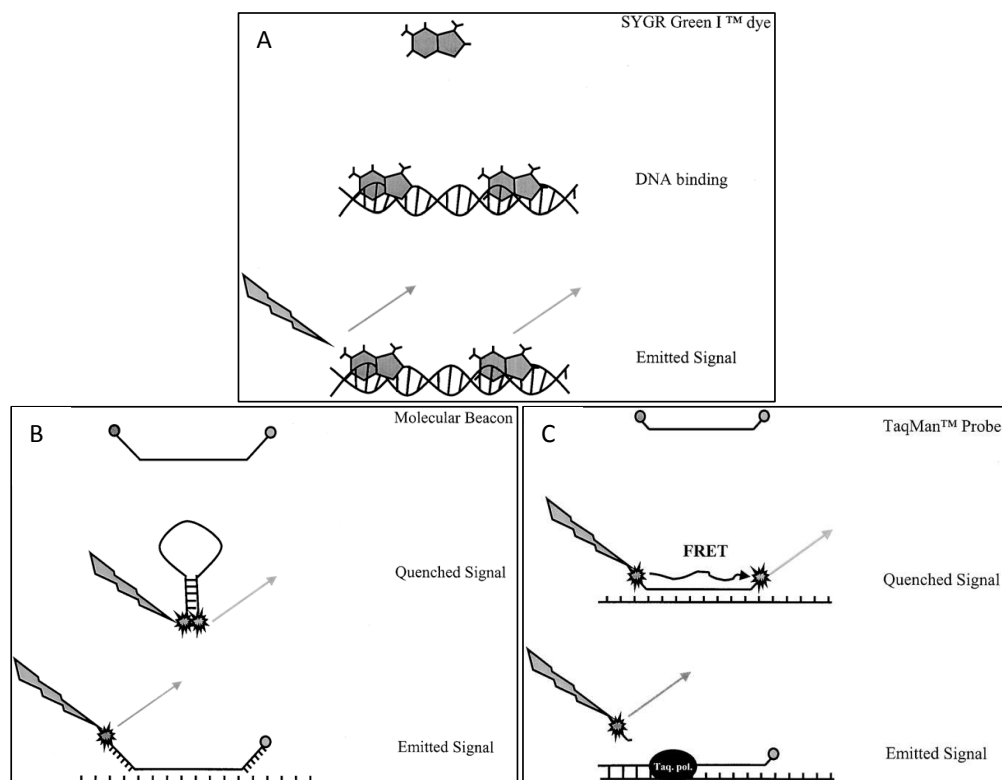 A
SYGR Green I™ dye
DNA binding
Emitted Signal
B
Molecular Beacon
Quenched Signal
Emitted Signal
C
TaqMan™ Probe
FRET
Quenched Signal
Taq. pol.
Emitted Signal